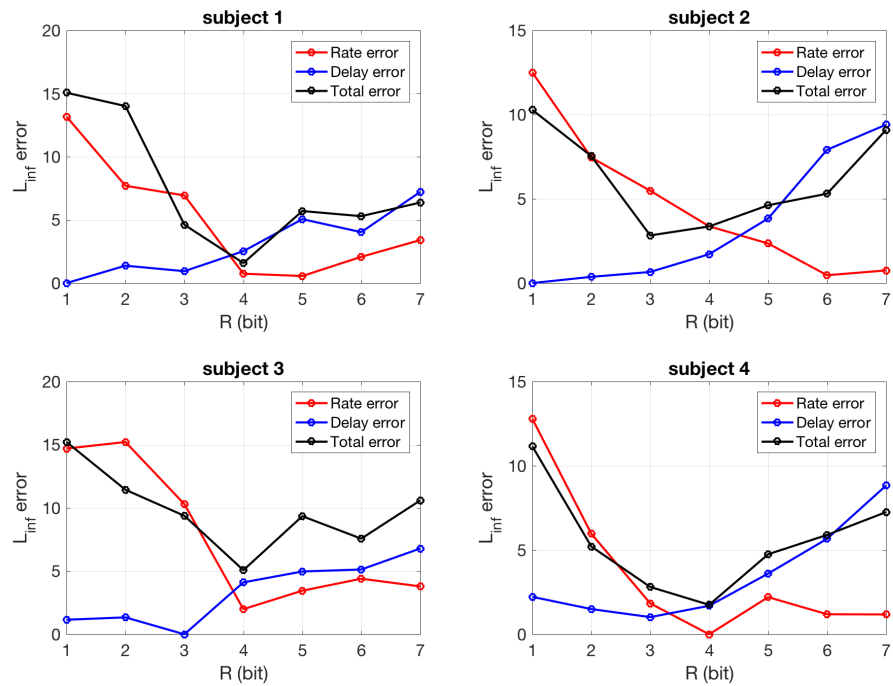 subject 1
20
15
10
5
0
L_inf error
Rate error
Delay error
Total error
1 2 3 4 5 6 7
R (bit)
subject 2
15
10
5
0
L_inf error
Rate error
Delay error
Total error
1 2 3 4 5 6 7
R (bit)
subject 3
20
15
10
5
0
L_inf error
Rate error
Delay error
Total error
1 2 3 4 5 6 7
R (bit)
subject 4
15
10
5
0
L_inf error
Rate error
Delay error
Total error
1 2 3 4 5 6 7
R (bit)